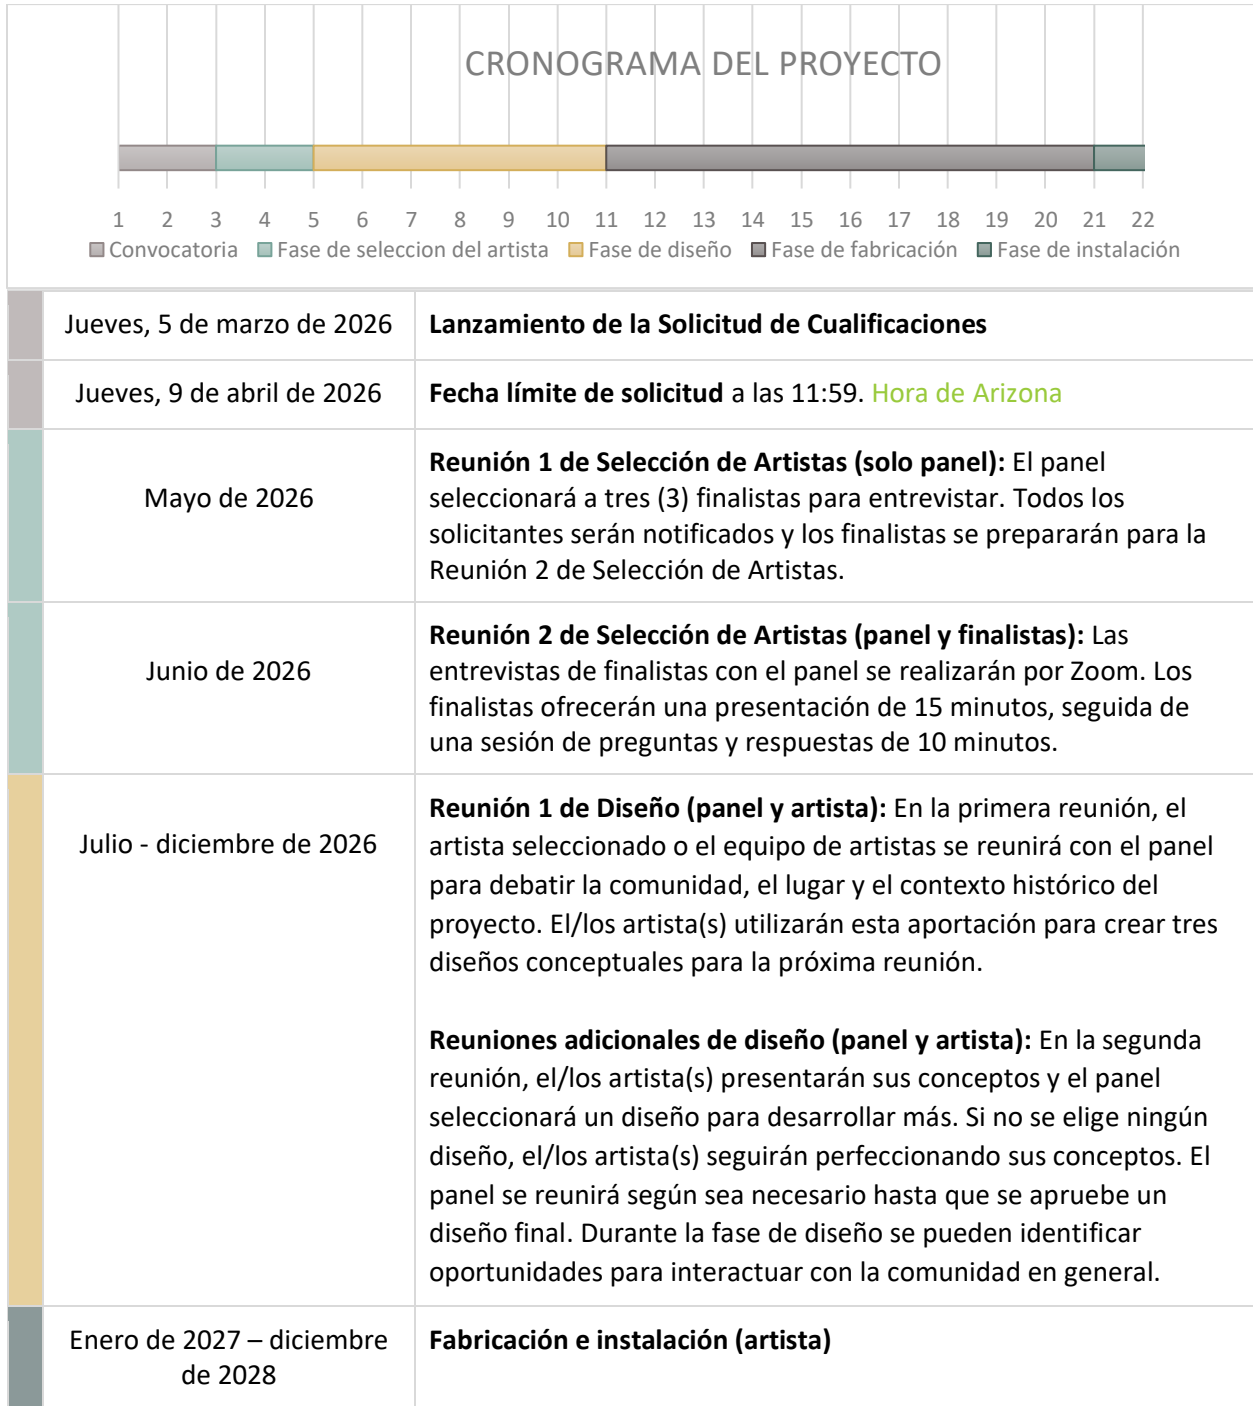 CRONOGRAMA DEL PROYECTO
1 2 3 4 5 6 7 8 9 10 11 12 13 14 15 16 17 18 19 20 21 22
Convocatoria Fase de seleccion del artista Fase de diseño Fase de fabricación Fase de instalación
Jueves, 5 de marzo de 2026
Lanzamiento de la Solicitud de Cualificaciones
Jueves, 9 de abril de 2026
Fecha límite de solicitud a las 11:59. Hora de Arizona
Mayo de 2026
Reunión 1 de Selección de Artistas (solo panel): El panel
seleccionará a tres (3) finalistas para entrevistar. Todos los
solicitantes serán notificados y los finalistas se prepararán para la
Reunión 2 de Selección de Artistas.
Junio de 2026
Reunión 2 de Selección de Artistas (panel y finalistas): Las
entrevistas de finalistas con el panel se realizarán por Zoom. Los
finalistas ofrecerán una presentación de 15 minutos, seguida de
una sesión de preguntas y respuestas de 10 minutos.
Julio - diciembre de 2026
Reunión 1 de Diseño (panel y artista): En la primera reunión, el
artista seleccionado o el equipo de artistas se reunirá con el panel
para debatir la comunidad, el lugar y el contexto histórico del
proyecto. El/los artista(s) utilizarán esta aportación para crear tres
diseños conceptuales para la próxima reunión.
Reuniones adicionales de diseño (panel y artista): En la segunda
reunión, el/los artista(s) presentarán sus conceptos y el panel
seleccionará un diseño para desarrollar más. Si no se elige ningún
diseño, el/los artista(s) seguirán perfeccionando sus conceptos. El
panel se reunirá según sea necesario hasta que se apruebe un
diseño final. Durante la fase de diseño se pueden identificar
oportunidades para interactuar con la comunidad en general.
Enero de 2027 – diciembre
de 2028
Fabricación e instalación (artista)